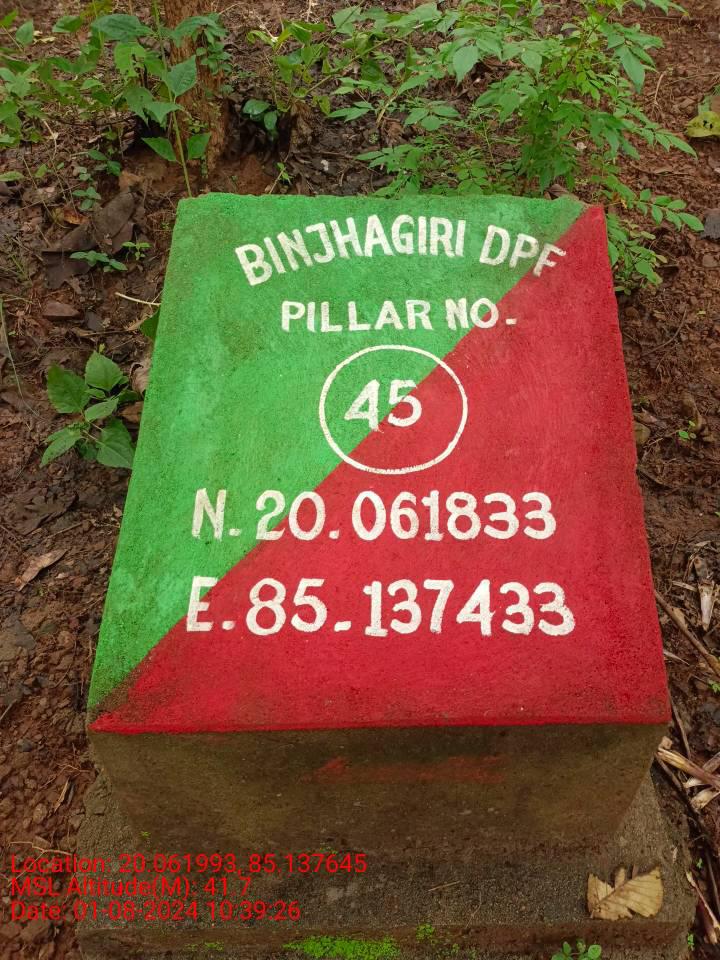 BINJHAGIRI DPF
PILLAR NO.
45
N. 20.061833
E. 85.137433
Location: 20.061993, 85.137645
MSL Altitude(M): 41.7
Date: 01-08-2024 10:39:26